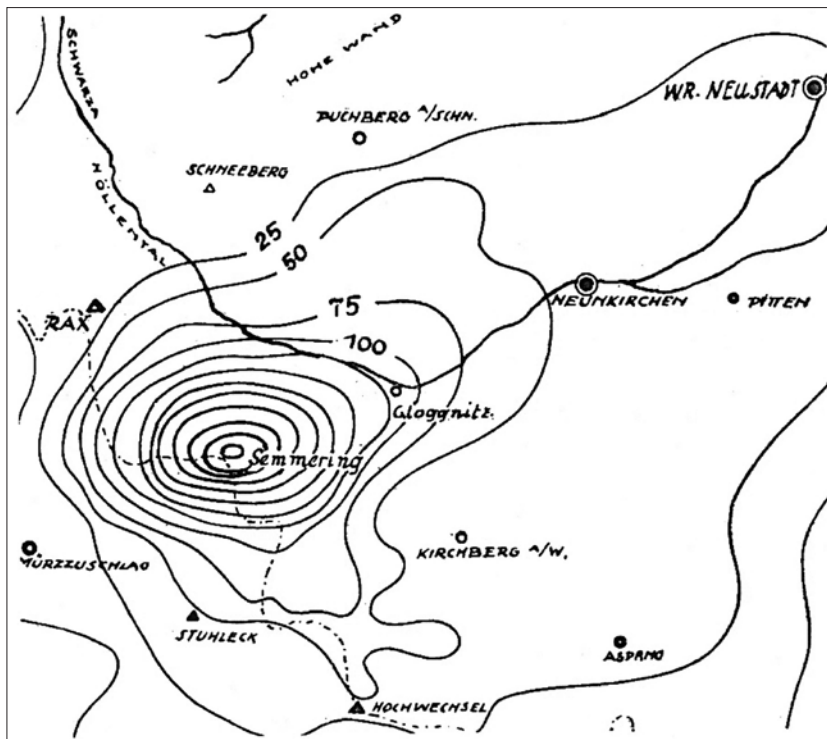 SCHWARZA
HÖLLENTAL
HOHE WAND
WR. NEUSTADT
PUCHBERG A/SCHN.
SCHNEEBERG
25
50
75
100
NEUNKIRCHEN
PITTEN
RAX
Gloggnitz
Semmering
MÜRZZUSCHLAG
KIRCHBERG A/W.
STUHLECK
ASPANG
HOCHWECHSEL